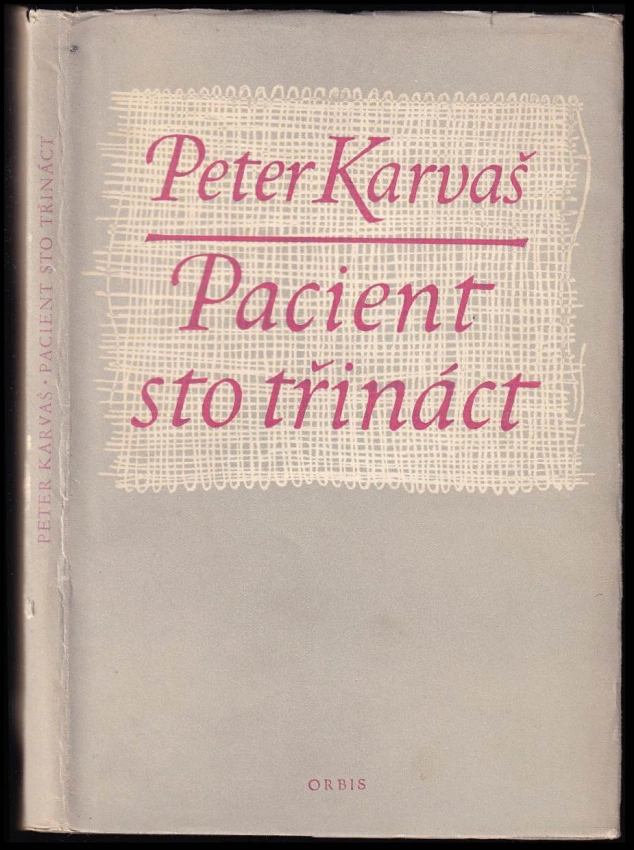 Peter Karvaš
Pacient
sto třináct
ORBIS
PETER KARVAŠ • PACIENT STO TŘINÁCT